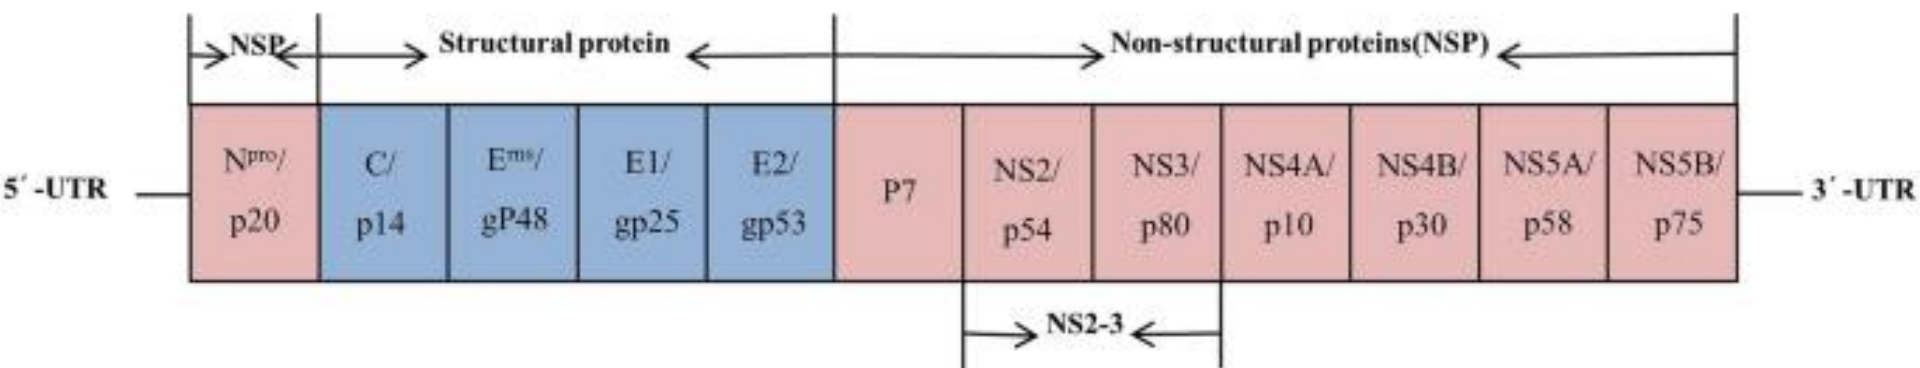 NSP
Structural protein
Non-structural proteins(NSP)
5´-UTR
Npro/
p20
C/
p14
Erns/
gP48
E1/
gp25
E2/
gp53
P7
NS2/
p54
NS3/
p80
NS4A/
p10
NS4B/
p30
NS5A/
p58
NS5B/
p75
3´-UTR
NS2-3